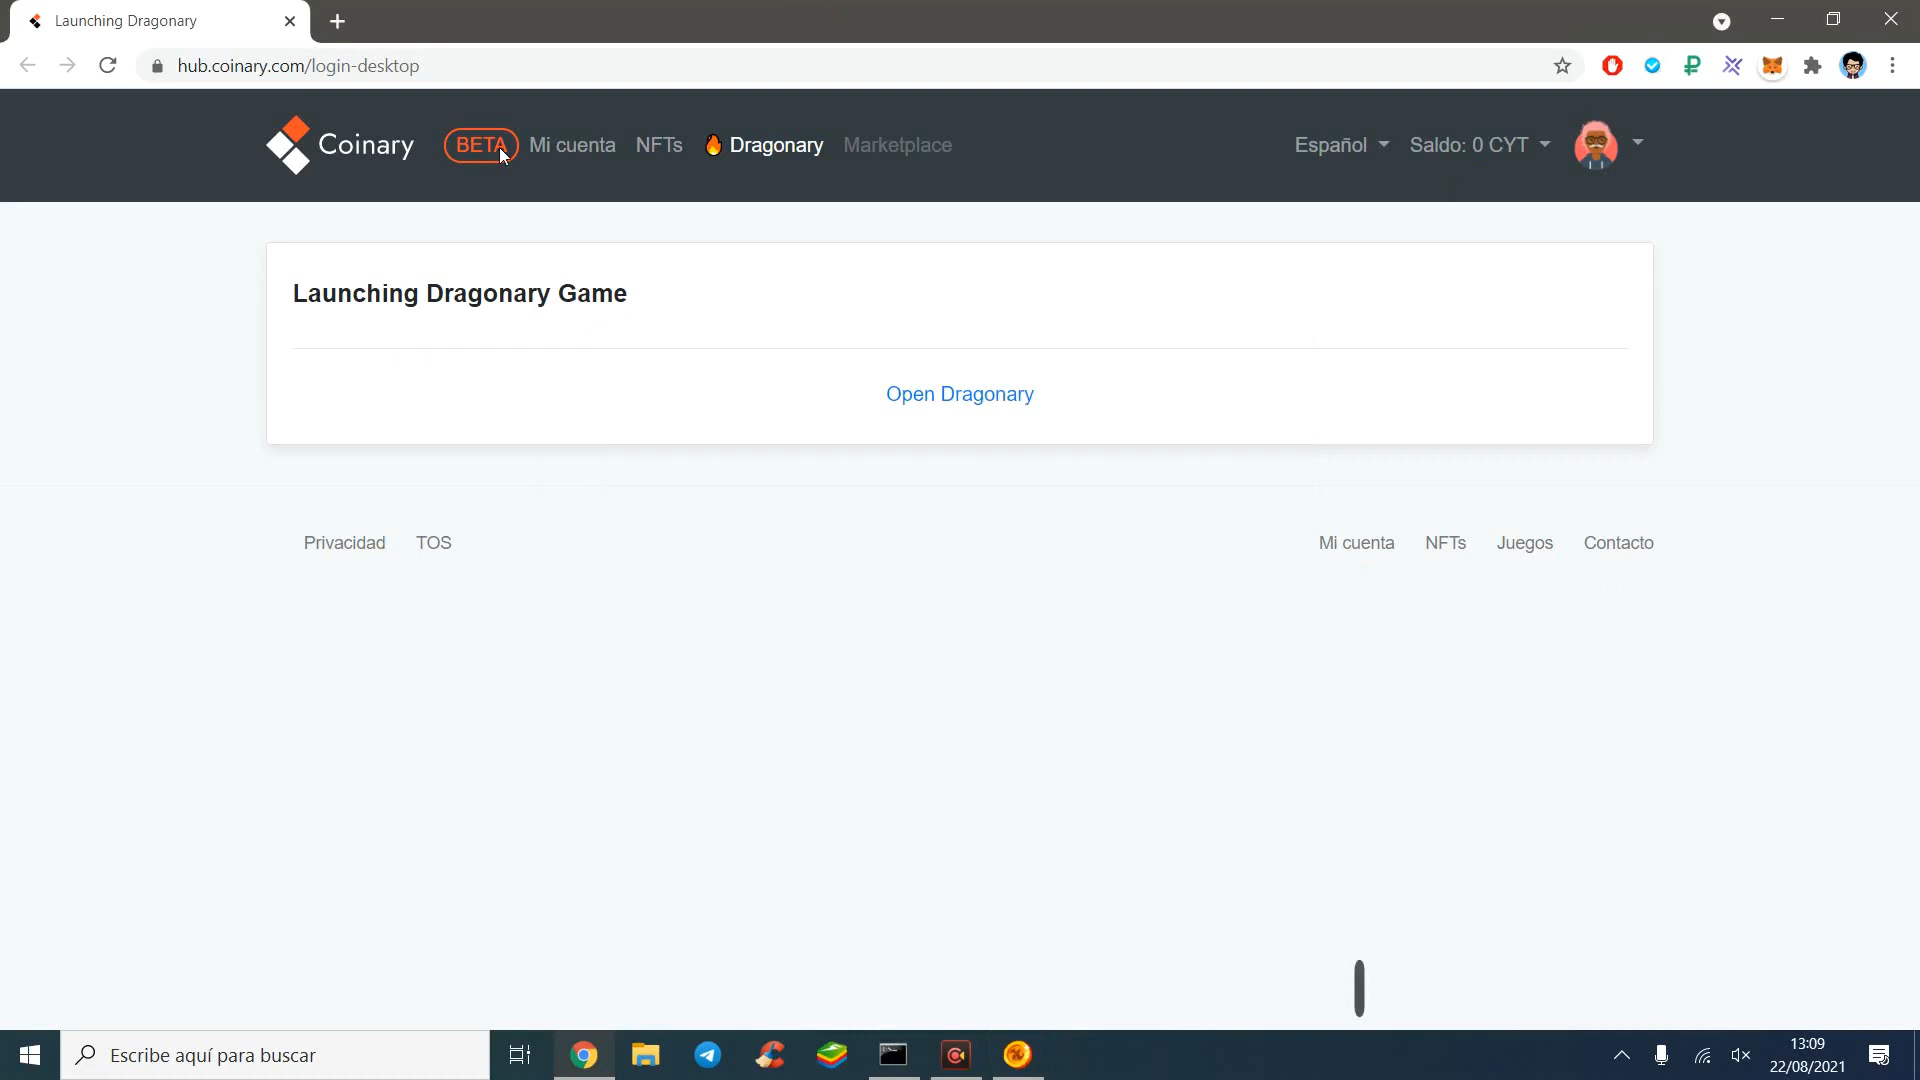 Launching Dragonary
hub.coinary.com/login-desktop
Coinary BETA Mi cuenta NFTs Dragonary Marketplace Español Saldo: 0 CYT
Launching Dragonary Game
Open Dragonary
Privacidad TOS Mi cuenta NFTs Juegos Contacto
Escribe aquí para buscar
13:09
22/08/2021